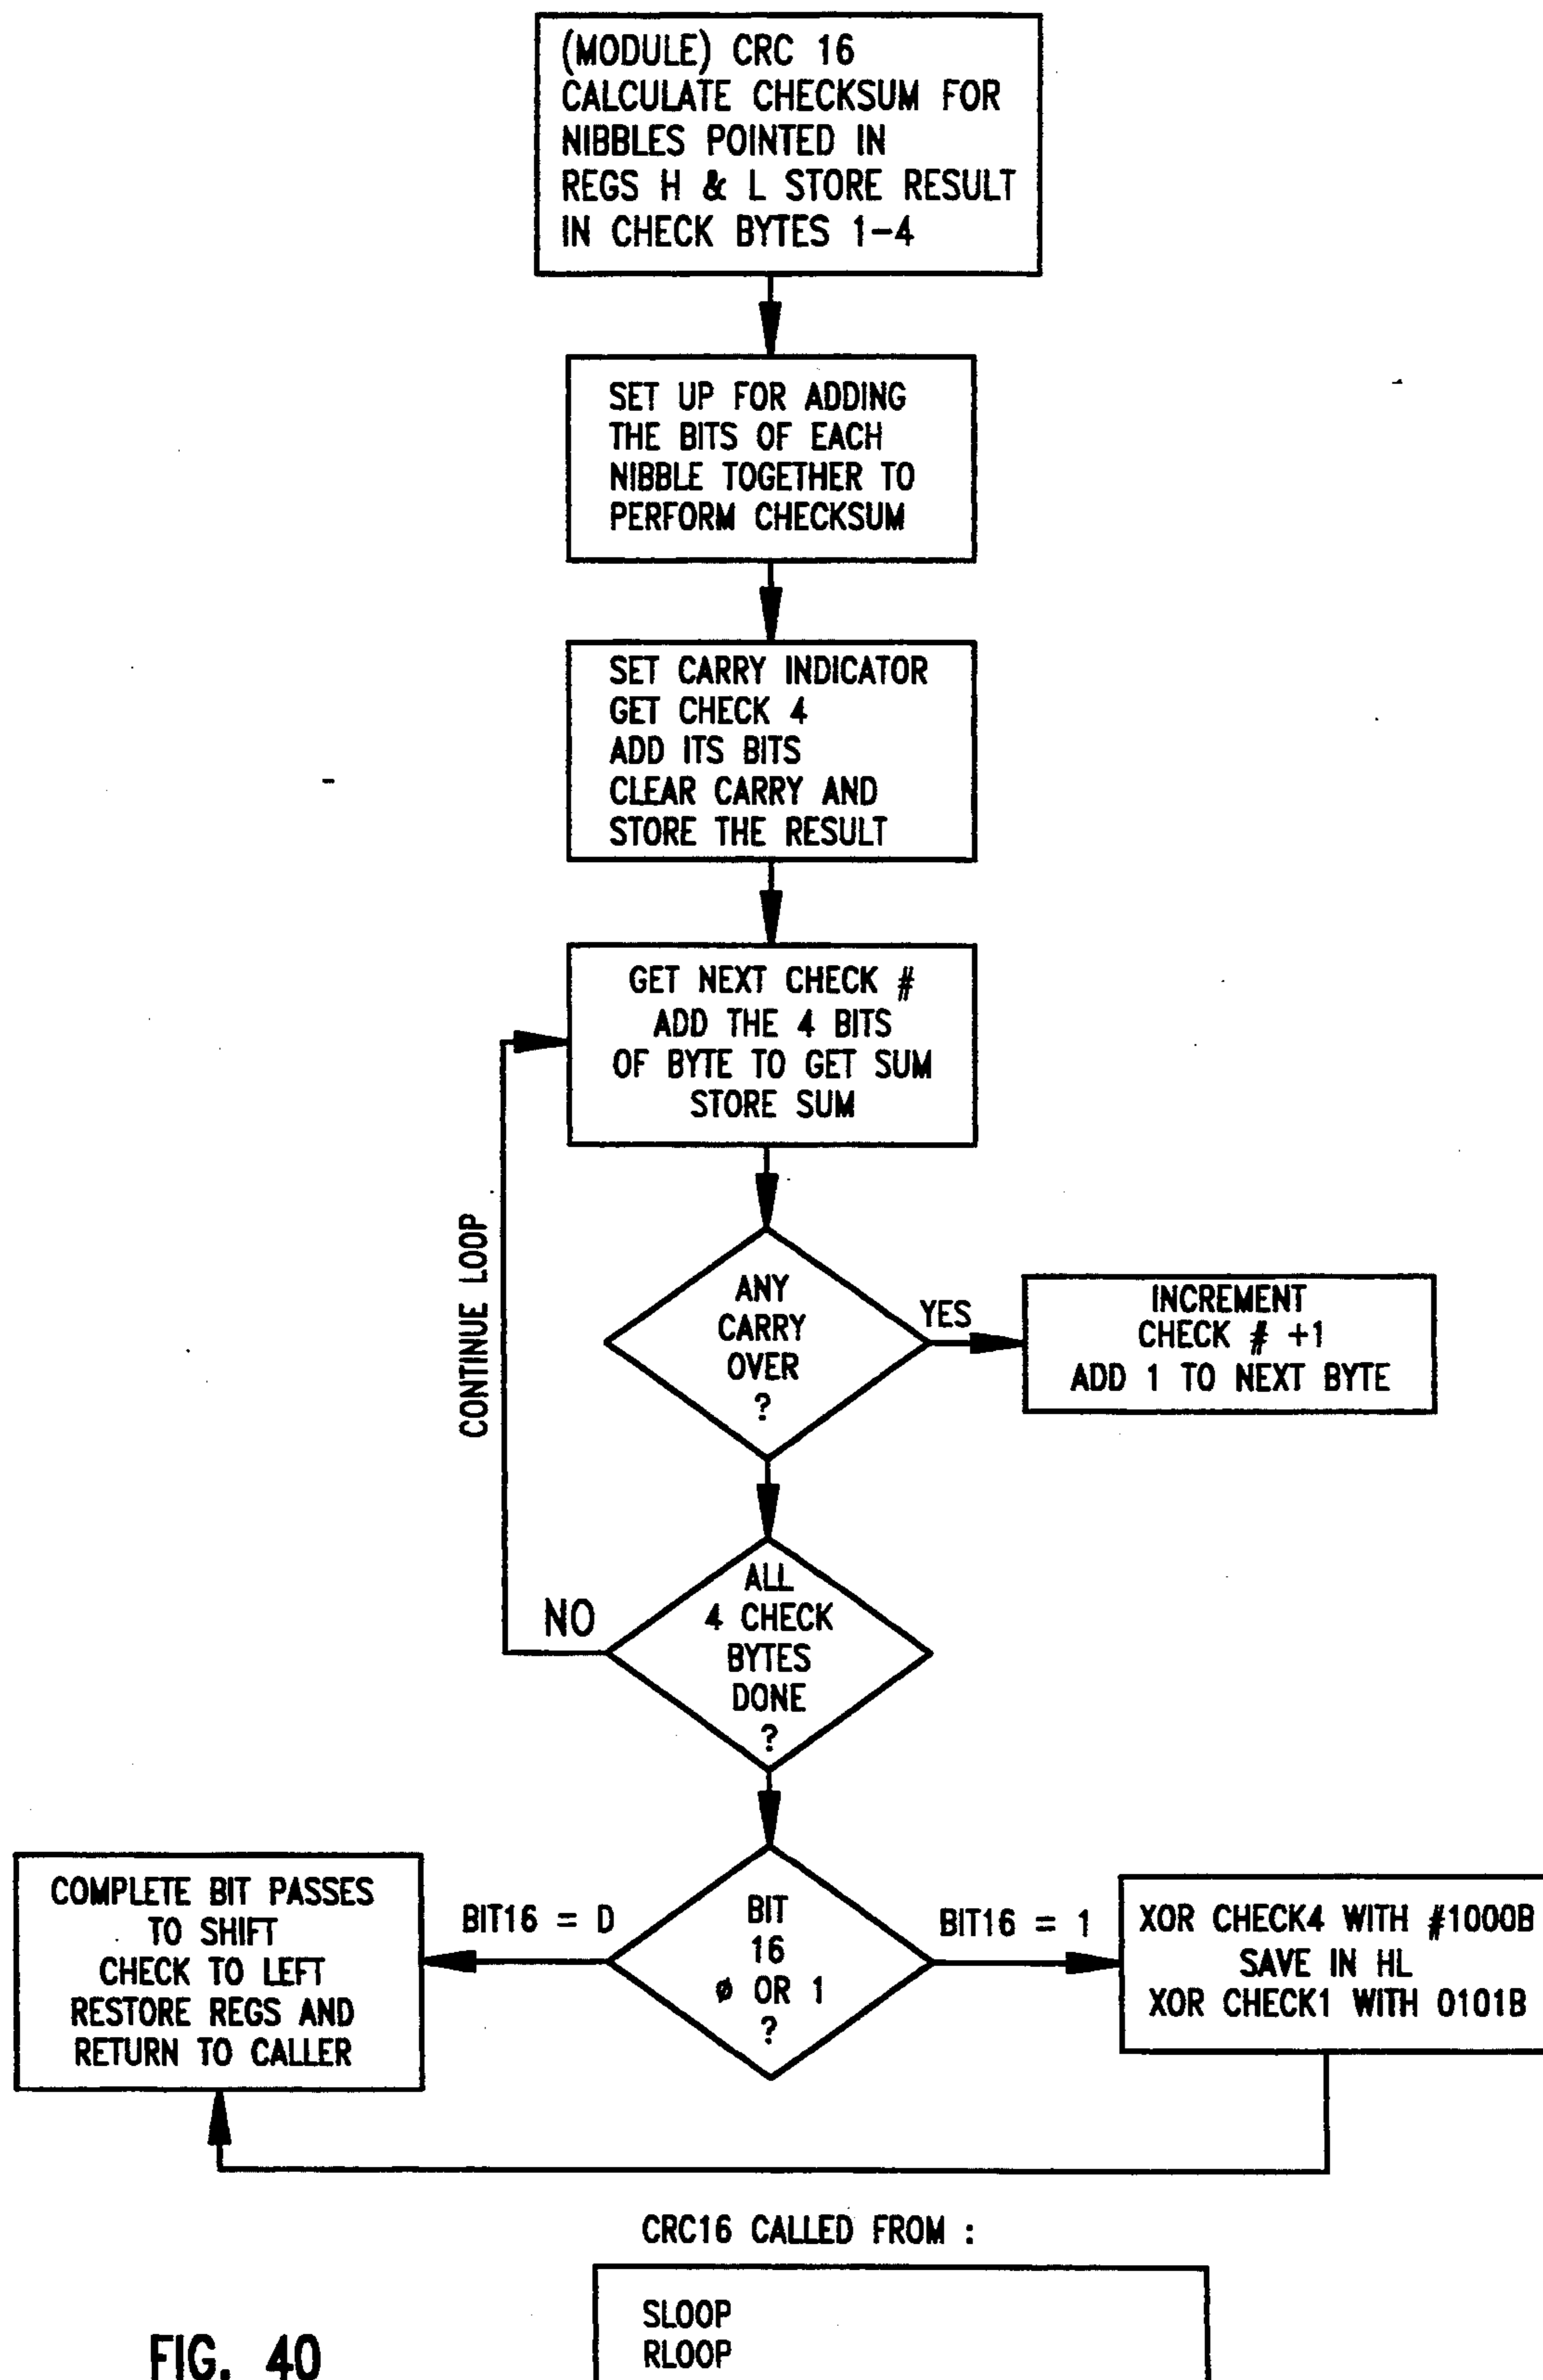 (MODULE) CRC 16
CALCULATE CHECKSUM FOR
NIBBLES POINTED IN
REGS H & L STORE RESULT
IN CHECK BYTES 1-4
SET UP FOR ADDING
THE BITS OF EACH
NIBBLE TOGETHER TO
PERFORM CHECKSUM
SET CARRY INDICATOR
GET CHECK 4
ADD ITS BITS
CLEAR CARRY AND
STORE THE RESULT
GET NEXT CHECK #
ADD THE 4 BITS
OF BYTE TO GET SUM
STORE SUM
CONTINUE LOOP
ANY
CARRY
OVER
?
YES
INCREMENT
CHECK # +1
ADD 1 TO NEXT BYTE
ALL
4 CHECK
BYTES
DONE
?
NO
BIT
16
ø OR 1
?
BIT16 = D
COMPLETE BIT PASSES
TO SHIFT
CHECK TO LEFT
RESTORE REGS AND
RETURN TO CALLER
BIT16 = 1
XOR CHECK4 WITH #1000B
SAVE IN HL
XOR CHECK1 WITH 0101B
CRC16 CALLED FROM :
SLOOP
RLOOP
FIG. 40